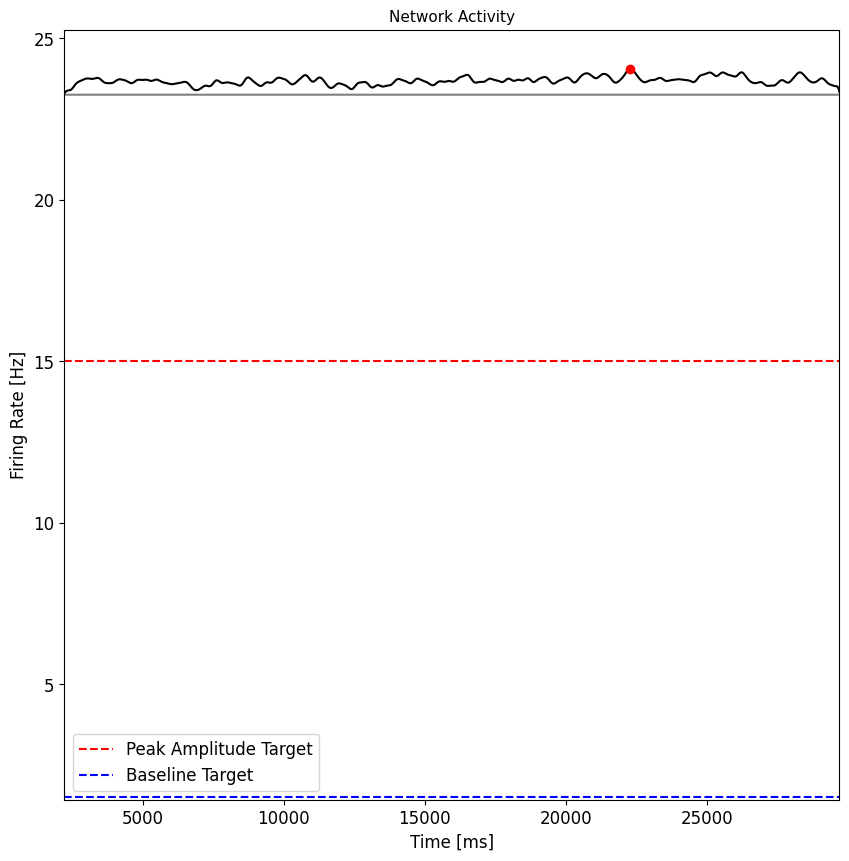 Network Activity
25
20
15
10
5
Firing Rate [Hz]
Peak Amplitude Target
Baseline Target
5000 10000 15000 20000 25000
Time [ms]